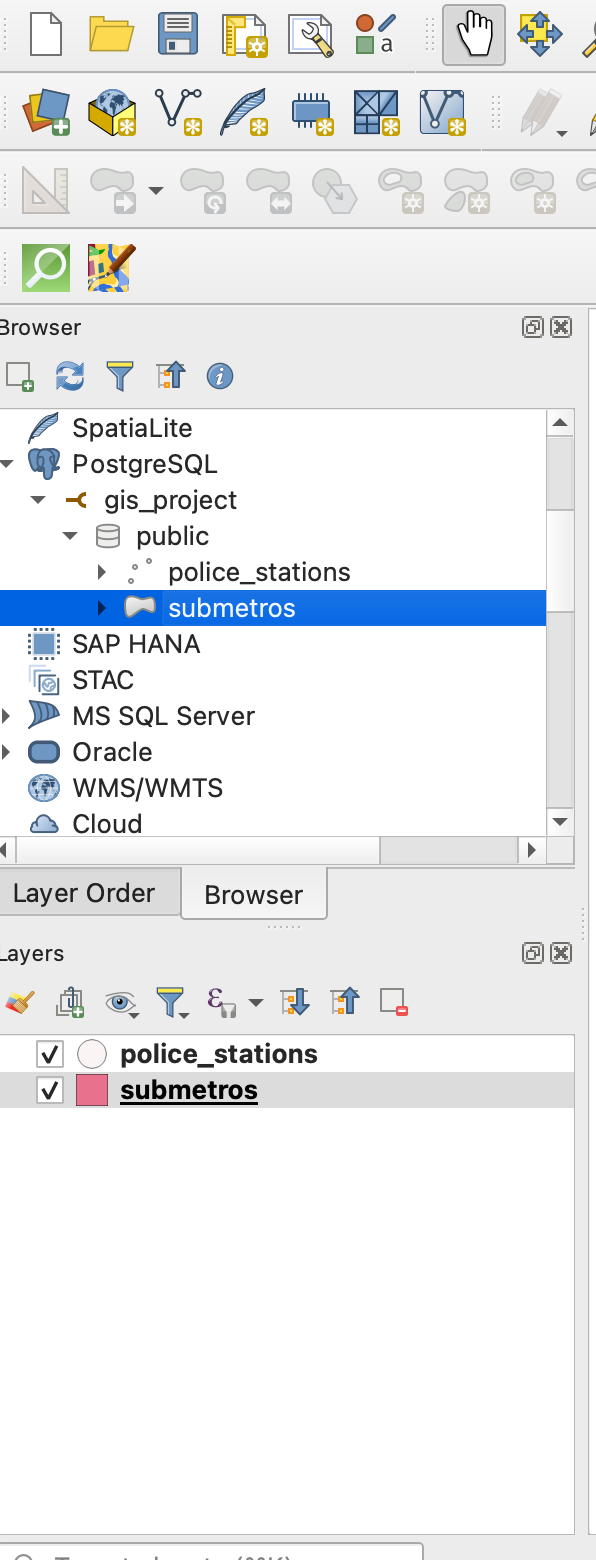 a
Browser
SpatiaLite
PostgreSQL
gis_project
public
police_stations
submetros
SAP HANA
STAC
MS SQL Server
Oracle
WMS/WMTS
Cloud
Layer Order
Browser
Layers
police_stations
submetros